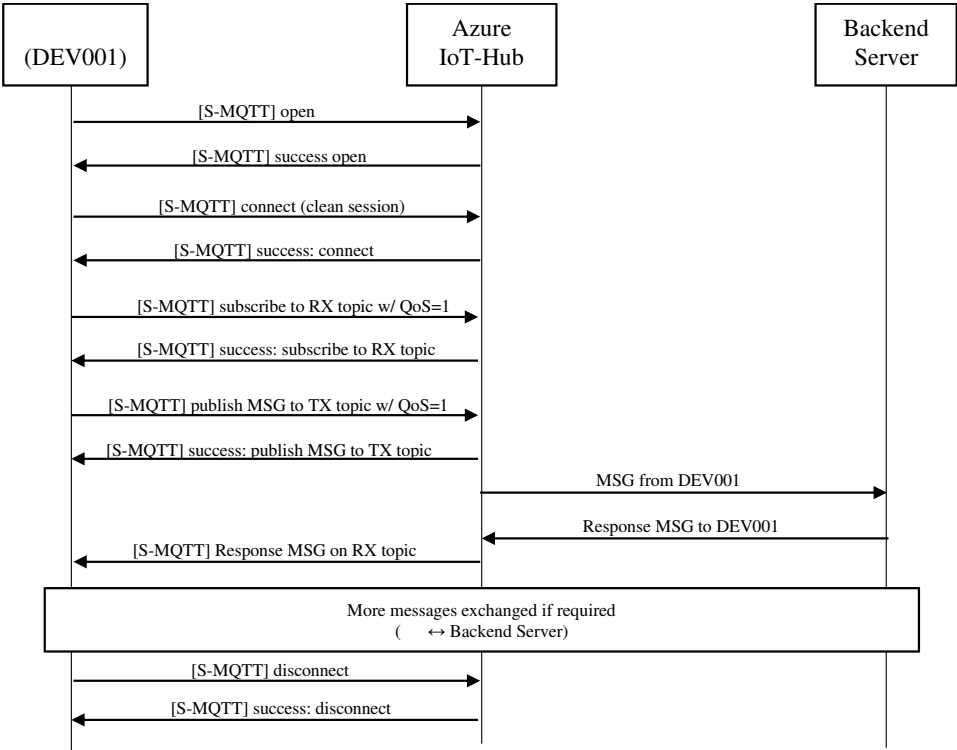 (DEV001)
Azure
IoT-Hub
Backend
Server
[S-MQTT] open
[S-MQTT] success open
[S-MQTT] connect (clean session)
[S-MQTT] success: connect
[S-MQTT] subscribe to RX topic w/ QoS=1
[S-MQTT] success: subscribe to RX topic
[S-MQTT] publish MSG to TX topic w/ QoS=1
[S-MQTT] success: publish MSG to TX topic
MSG from DEV001
Response MSG to DEV001
[S-MQTT] Response MSG on RX topic
More messages exchanged if required
( ↔ Backend Server)
[S-MQTT] disconnect
[S-MQTT] success: disconnect